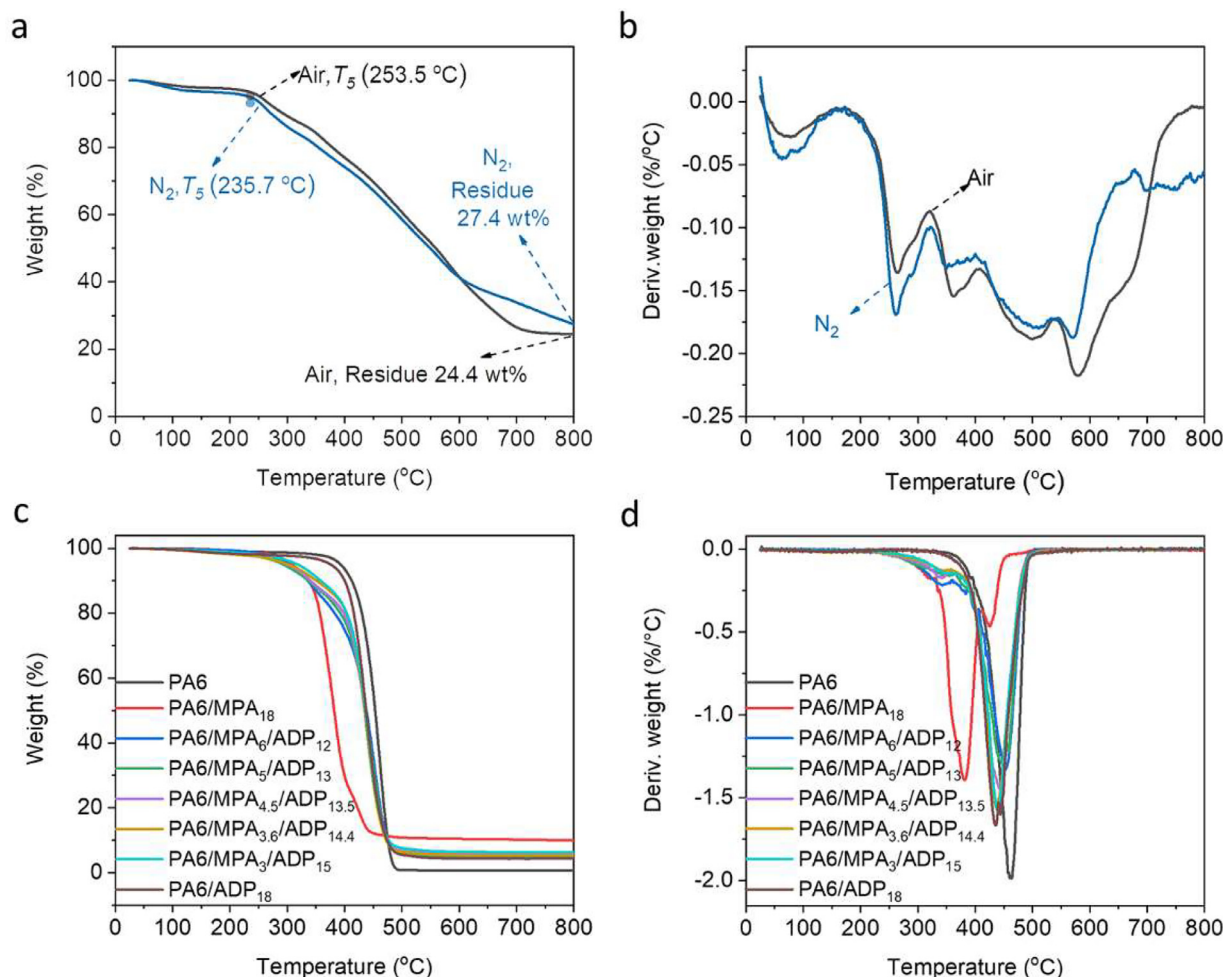 a
Weight (%)
100
80
60
40
20
0
Air, T5 (253.5 °C)
N2, T5 (235.7 °C)
N2,
Residue
27.4 wt%
Air, Residue 24.4 wt%
0 100 200 300 400 500 600 700 800
Temperature (°C)
b
Deriv.weight (%/°C)
0.00
-0.05
-0.10
-0.15
-0.20
-0.25
Air
N2
0 100 200 300 400 500 600 700 800
Temperature (°C)
c
Weight (%)
100
80
60
40
20
0
PA6
PA6/MPA18
PA6/MPA6/ADP12
PA6/MPA5/ADP13
PA6/MPA4.5/ADP13.5
PA6/MPA3.6/ADP14.4
PA6/MPA3/ADP15
PA6/ADP18
0 100 200 300 400 500 600 700 800
Temperature (°C)
d
Deriv. weight (%/°C)
0.0
-0.5
-1.0
-1.5
-2.0
PA6
PA6/MPA18
PA6/MPA6/ADP12
PA6/MPA5/ADP13
PA6/MPA4.5/ADP13.5
PA6/MPA3.6/ADP14.4
PA6/MPA3/ADP15
PA6/ADP18
0 100 200 300 400 500 600 700 800
Temperature (°C)